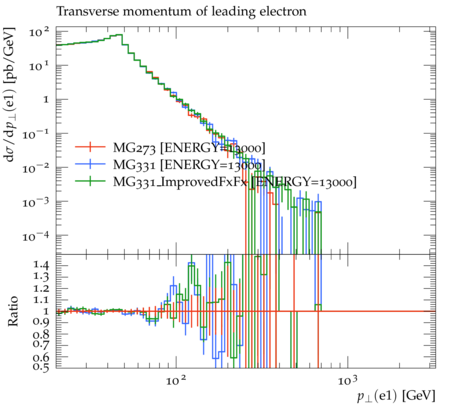 Transverse momentum of leading electron
dσ/dp⊥(e1) [pb/GeV]
10²
10¹
1
10⁻¹
10⁻²
10⁻³
10⁻⁴
MG273 [ENERGY=13000]
MG331 [ENERGY=13000]
MG331_ImprovedFxFx [ENERGY=13000]
Ratio
1.4
1.3
1.2
1.1
1
0.9
0.8
0.7
0.6
0.5
10²
10³
p⊥(e1) [GeV]